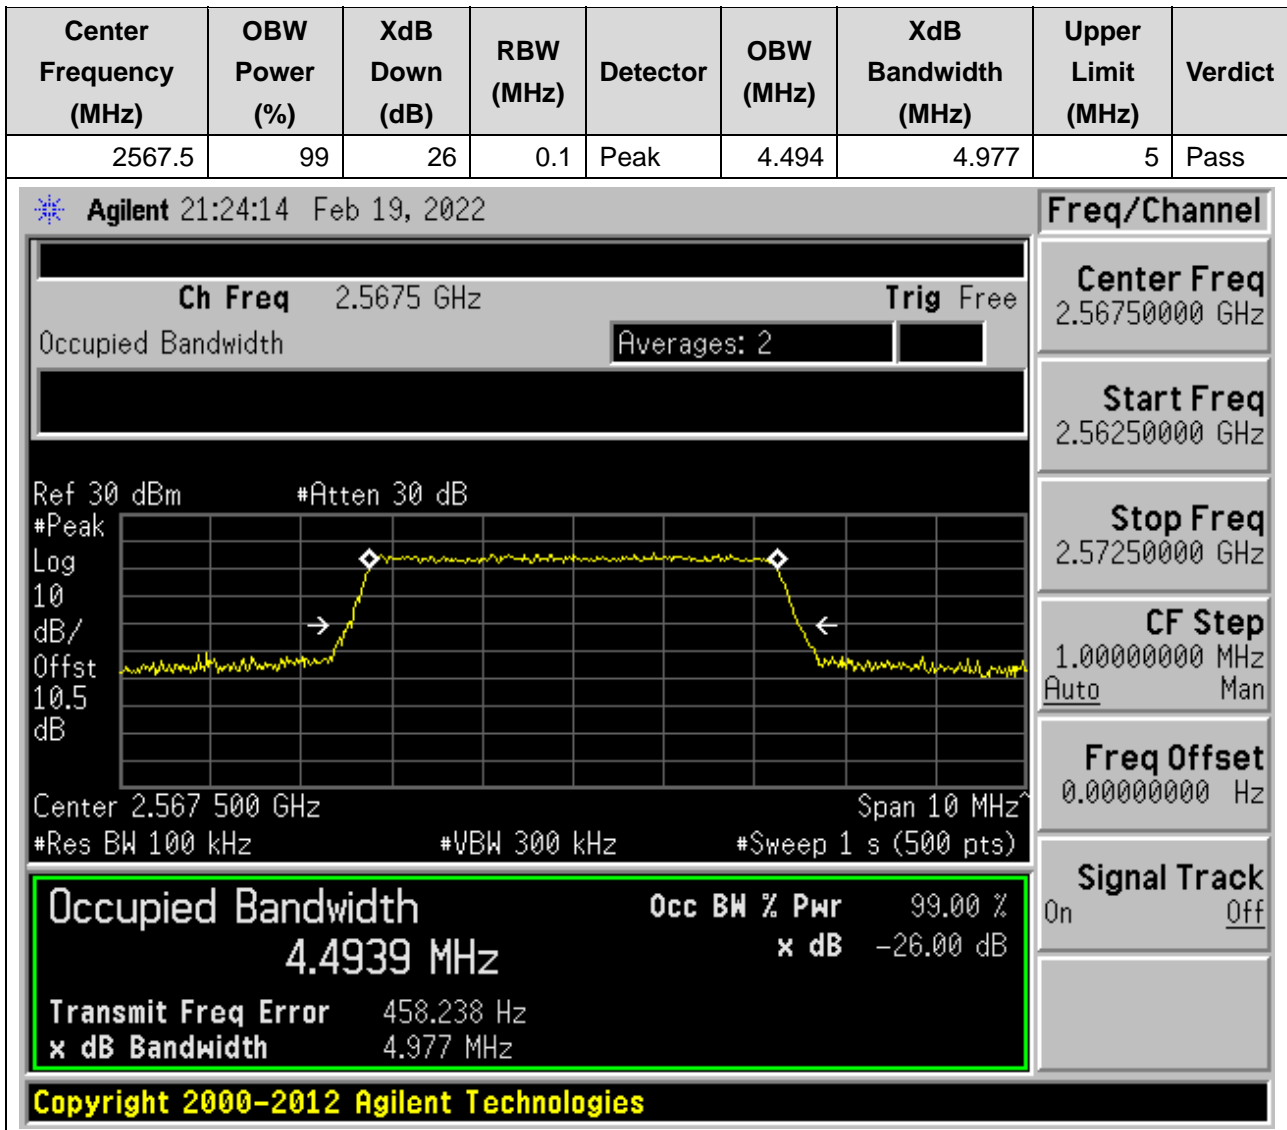 Center Frequency (MHz) OBW Power (%) XdB Down (dB) RBW (MHz) Detector OBW (MHz) XdB Bandwidth (MHz) Upper Limit (MHz) Verdict
2567.5 99 26 0.1 Peak 4.494 4.977 5 Pass
Agilent 21:24:14 Feb 19, 2022
Freq/Channel
Ch Freq 2.5675 GHz Trig Free
Occupied Bandwidth Averages: 2
Center Freq
2.56750000 GHz
Start Freq
2.56250000 GHz
Stop Freq
2.57250000 GHz
CF Step
1.00000000 MHz
Auto Man
Freq Offset
0.00000000 Hz
Signal Track
On Off
Ref 30 dBm #Atten 30 dB
#Peak
Log
10
dB/
Offst
10.5
dB
Center 2.567 500 GHz Span 10 MHz^
#Res BW 100 kHz #VBW 300 kHz #Sweep 1 s (500 pts)
Occupied Bandwidth
4.4939 MHz
Occ BW % Pwr 99.00 %
x dB -26.00 dB
Transmit Freq Error 458.238 Hz
x dB Bandwidth 4.977 MHz
Copyright 2000-2012 Agilent Technologies